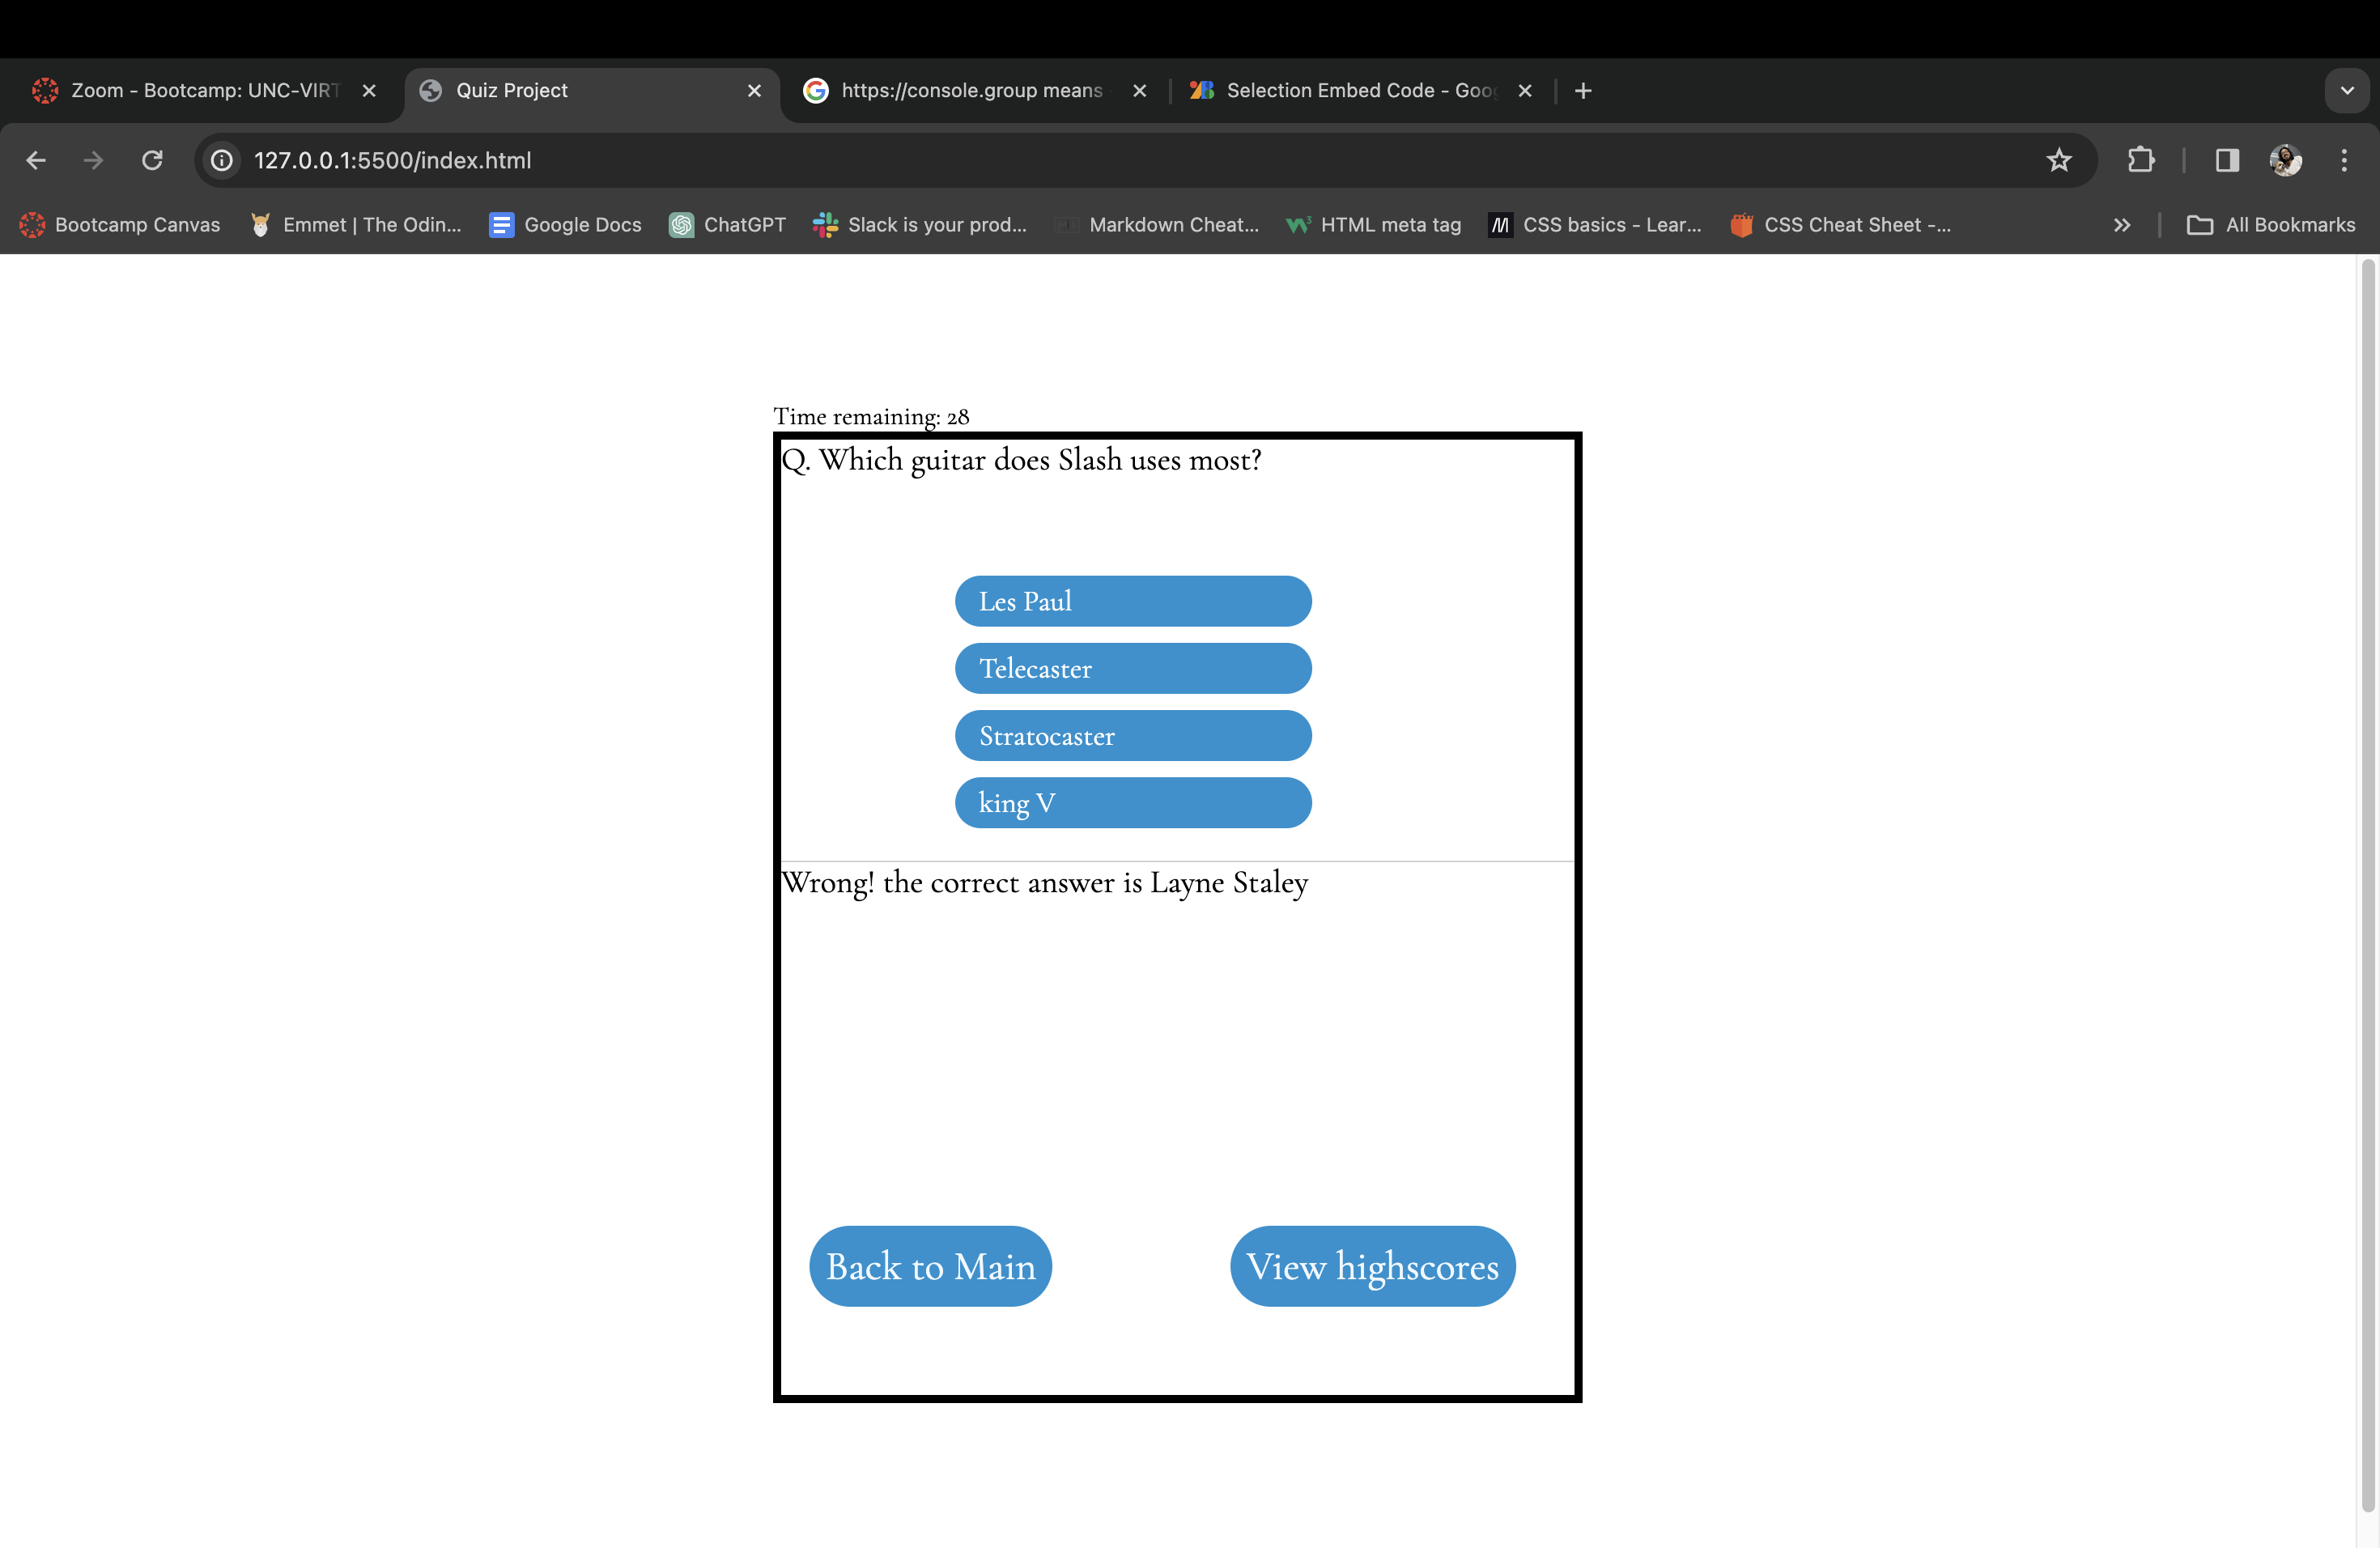 Zoom - Bootcamp: UNC-VIRT
Quiz Project
https://console.group means
Selection Embed Code - Goo
127.0.0.1:5500/index.html
Bootcamp Canvas
Emmet | The Odin...
Google Docs
ChatGPT
Slack is your prod...
Markdown Cheat...
HTML meta tag
CSS basics - Lear...
CSS Cheat Sheet -...
All Bookmarks
Time remaining: 28
Q. Which guitar does Slash uses most?
Les Paul
Telecaster
Stratocaster
king V
Wrong! the correct answer is Layne Staley
Back to Main
View highscores